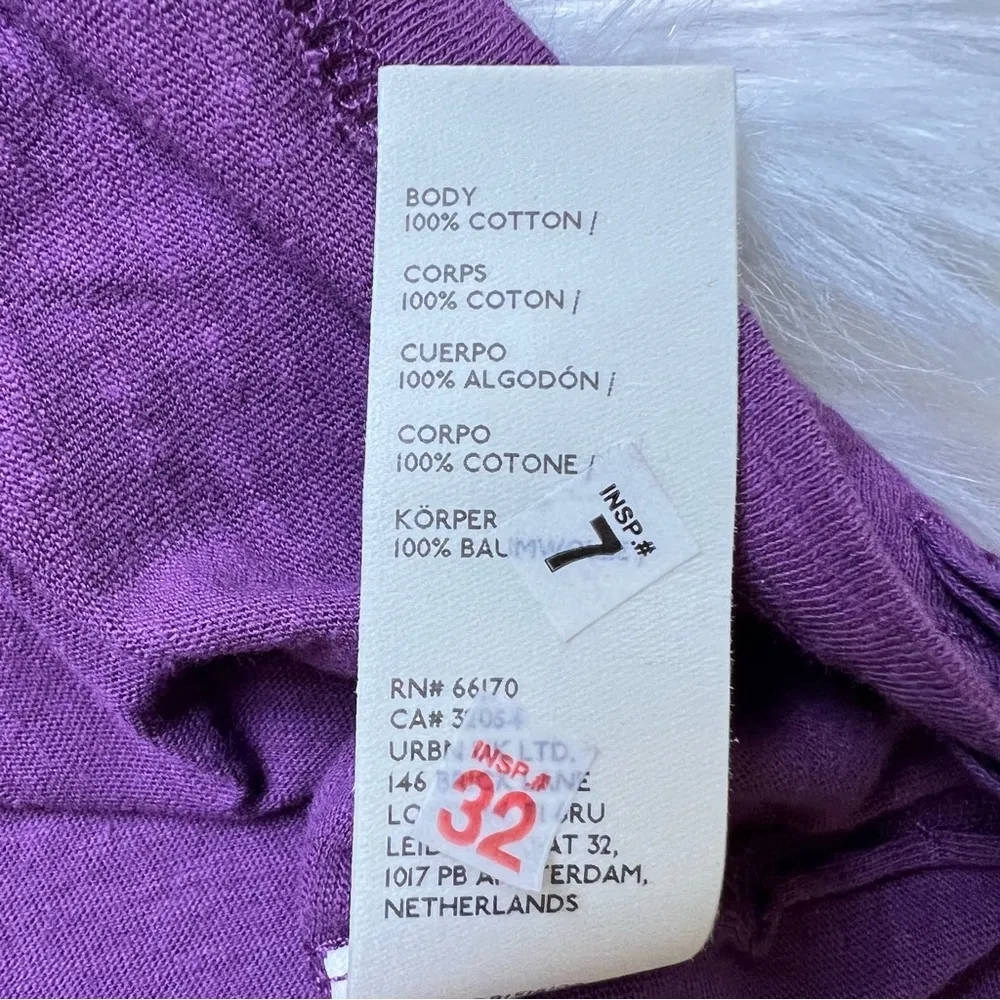 BODY
100% COTTON /
CORPS
100% COTON /
CUERPO
100% ALGODÓN /
CORPO
100% COTONE /
KÖRPER
100%
INSP.#
7
RN# 66170
CA#
LTD.
146
INSP.#
32
32,
1017 PB
NETHERLANDS